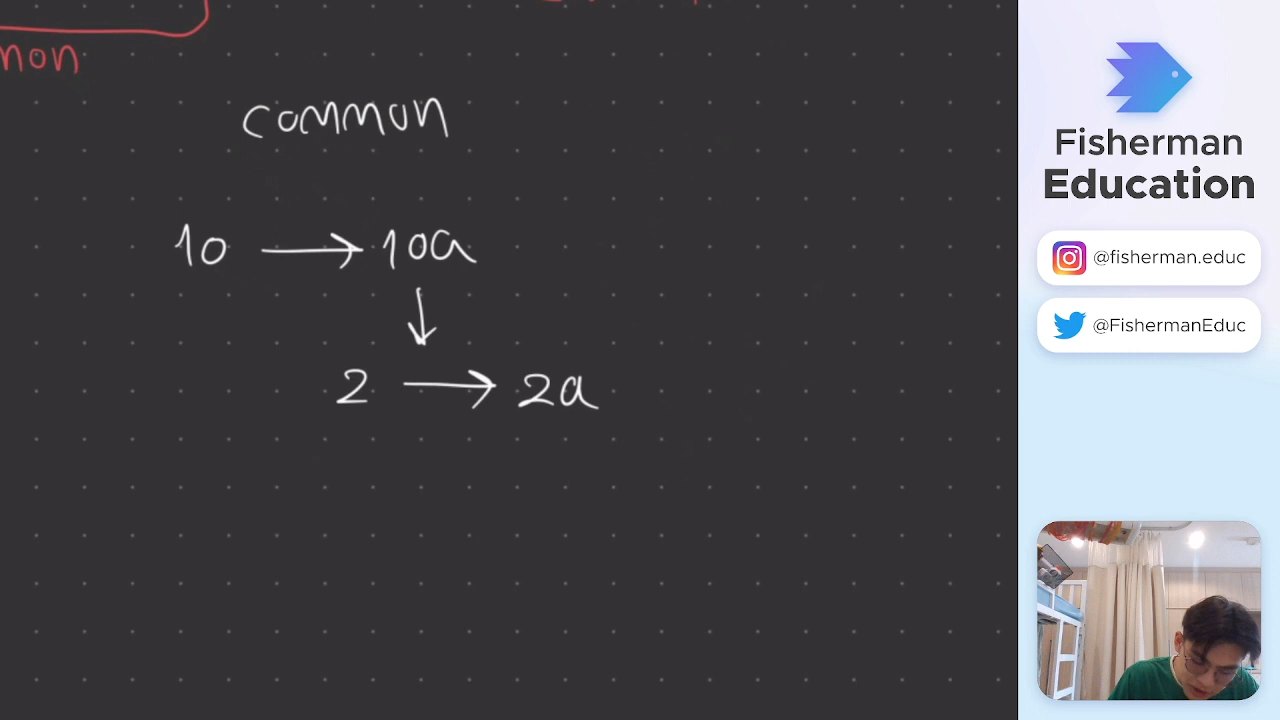 mon
common
10 → 10a
↓
2 → 2a
Fisherman
Education
@fisherman.educ
@FishermanEduc